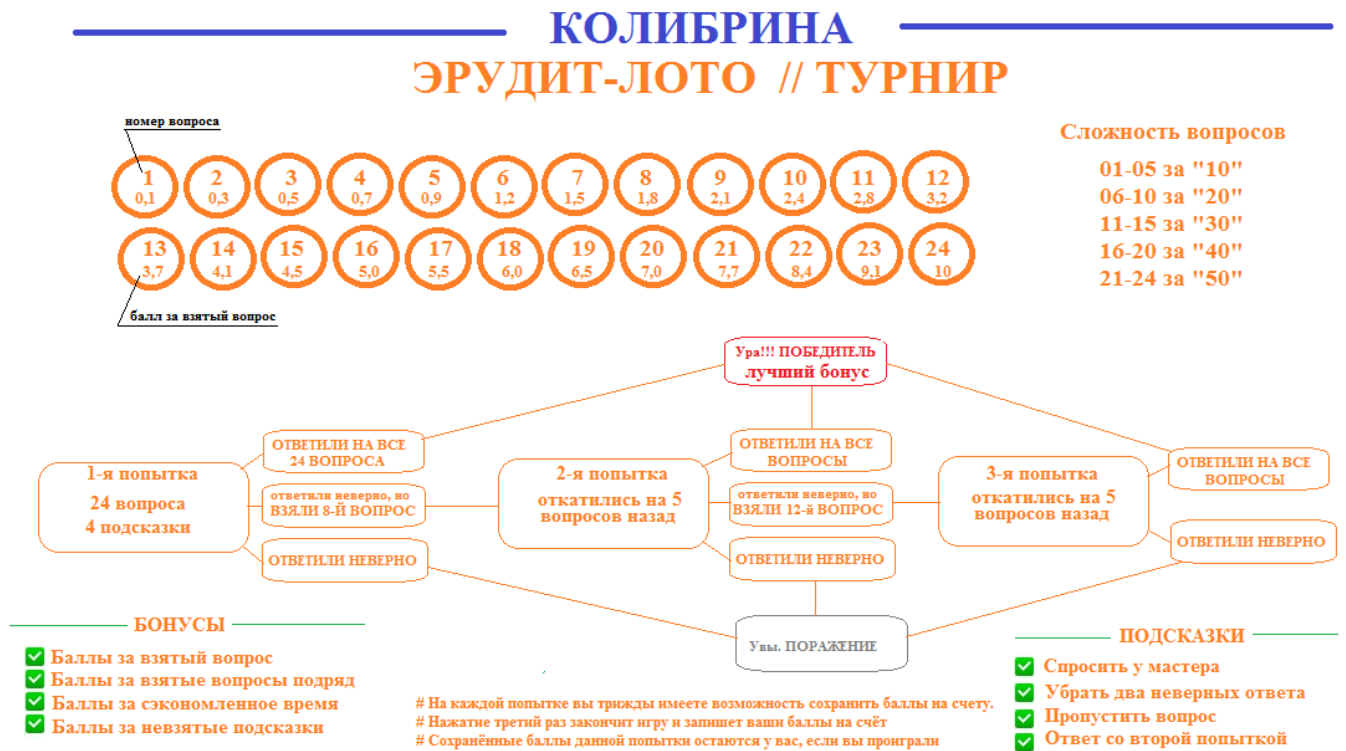 КОЛИБРИНА
ЭРУДИТ-ЛОТО // ТУРНИР
номер вопроса
1 2 3 4 5 6 7 8 9 10 11 12
0,1 0,3 0,5 0,7 0,9 1,2 1,5 1,8 2,1 2,4 2,8 3,2
13 14 15 16 17 18 19 20 21 22 23 24
3,7 4,1 4,5 5,0 5,5 6,0 6,5 7,0 7,7 8,4 9,1 10
балл за взятый вопрос
Сложность вопросов
01-05 за "10"
06-10 за "20"
11-15 за "30"
16-20 за "40"
21-24 за "50"
Ура!!! ПОБЕДИТЕЛЬ
лучший бонус
1-я попытка
24 вопроса
4 подсказки
ОТВЕТИЛИ НА ВСЕ
24 ВОПРОСА
ответили неверно, но
ВЗЯЛИ 8-Й ВОПРОС
ОТВЕТИЛИ НЕВЕРНО
2-я попытка
откатились на 5
вопросов назад
ОТВЕТИЛИ НА ВСЕ
ВОПРОСЫ
ответили неверно, но
ВЗЯЛИ 12-й ВОПРОС
ОТВЕТИЛИ НЕВЕРНО
3-я попытка
откатились на 5
вопросов назад
ОТВЕТИЛИ НА ВСЕ
ВОПРОСЫ
ОТВЕТИЛИ НЕВЕРНО
Увы. ПОРАЖЕНИЕ
БОНУСЫ
Баллы за взятый вопрос
Баллы за взятые вопросы подряд
Баллы за сэкономленное время
Баллы за невзятые подсказки
# На каждой попытке вы трижды имеете возможность сохранить баллы на счету.
# Нажатие третий раз закончит игру и запишет ваши баллы на счёт
# Сохранённые баллы данной попытки остаются у вас, если вы проиграли
ПОДСКАЗКИ
Спросить у мастера
Убрать два неверных ответа
Пропустить вопрос
Ответ со второй попыткой